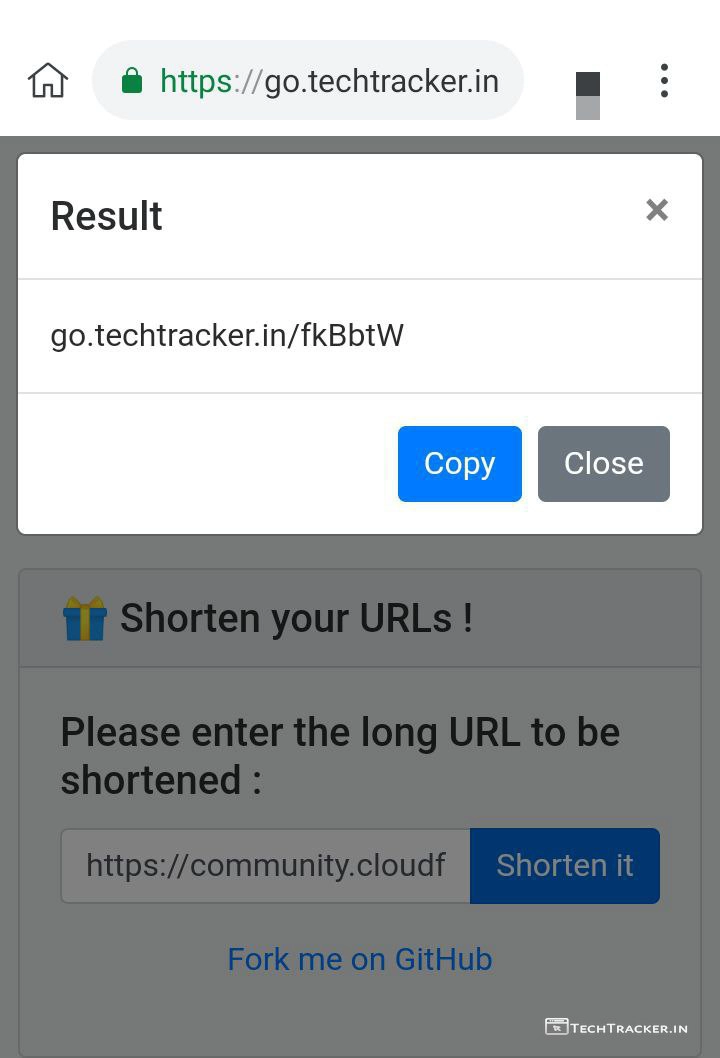 https://go.techtracker.in
Result
×
go.techtracker.in/fkBbtW
Copy
Close
Shorten your URLs !
Please enter the long URL to be
shortened :
https://community.cloudf
Shorten it
Fork me on GitHub
TECHTRACKER.IN